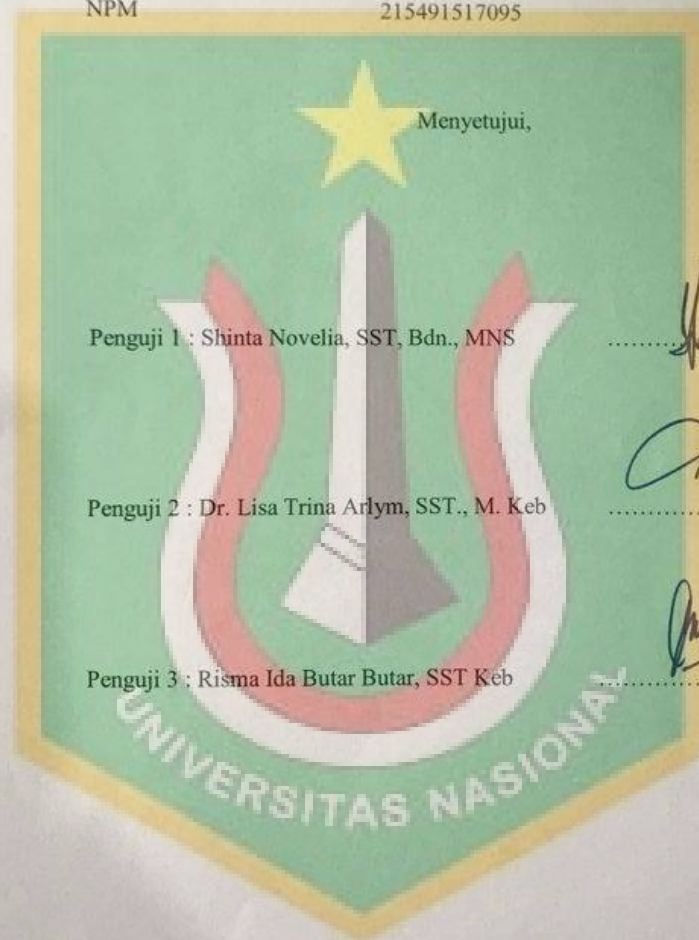 NPM 215491517095
Menyetujui,
Penguji 1 : Shinta Novelia, SST, Bdn., MNS ..........
Penguji 2 : Dr. Lisa Trina Arlym, SST., M. Keb ..........
Penguji 3 : Risma Ida Butar Butar, SST Keb ..........
UNIVERSITAS NASIONAL